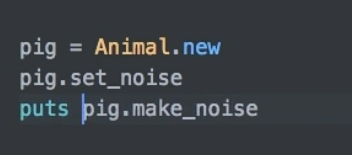 pig = Animal.new
pig.set_noise
puts pig.make_noise